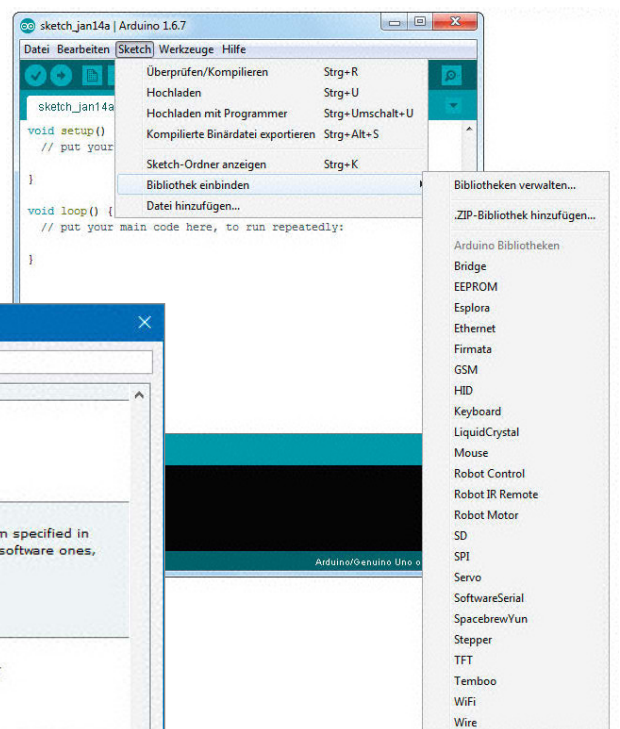 sketch_jan14a | Arduino 1.6.7
Datei Bearbeiten Sketch Werkzeuge Hilfe
Überprüfen/Kompilieren Strg+R
Hochladen Strg+U
Hochladen mit Programmer Strg+Umschalt+U
Kompilierte Binärdatei exportieren Strg+Alt+S
Sketch-Ordner anzeigen Strg+K
Bibliothek einbinden
Datei hinzufügen...
sketch_jan14a
void setup()
// put your
}
void loop() {
// put your main code here, to run repeatedly:
}
Arduino/Genuino Uno o
specified in
software ones,
Bibliotheken verwalten...
.ZIP-Bibliothek hinzufügen...
Arduino Bibliotheken
Bridge
EEPROM
Esplora
Ethernet
Firmata
GSM
HID
Keyboard
LiquidCrystal
Mouse
Robot Control
Robot IR Remote
Robot Motor
SD
SPI
Servo
SoftwareSerial
SpacebrewYun
Stepper
TFT
Temboo
WiFi
Wire